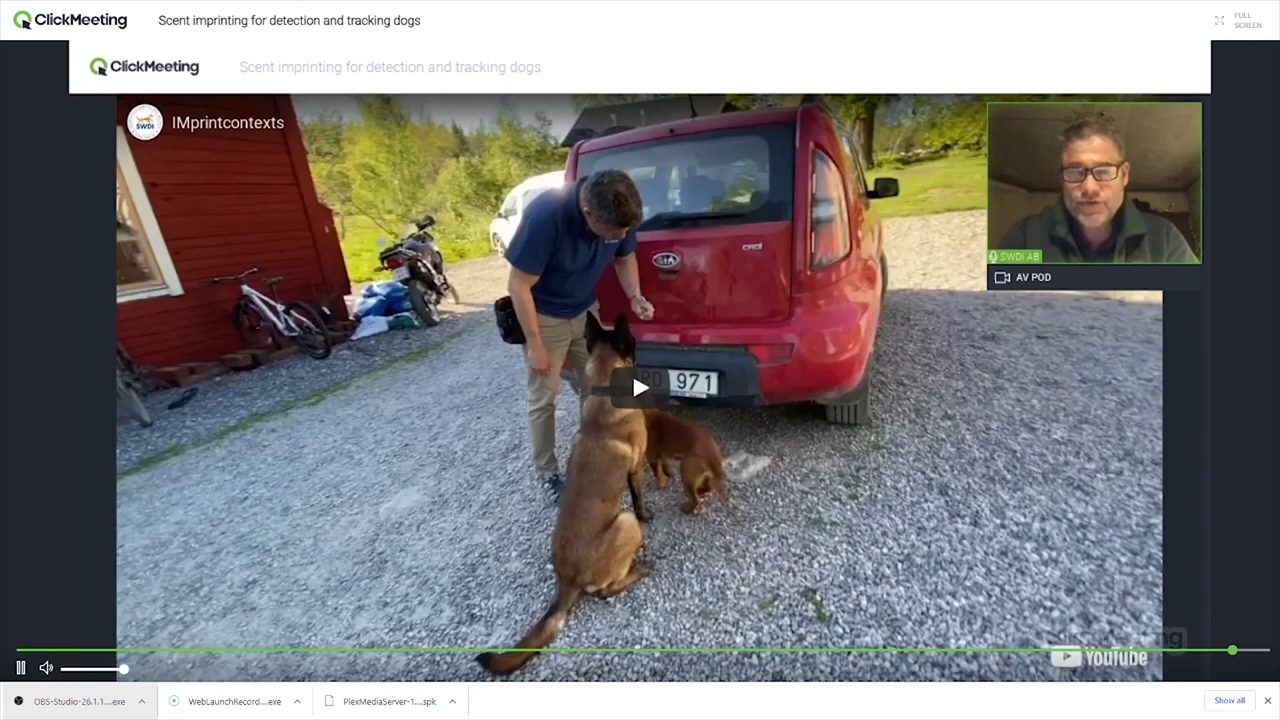 ClickMeeting
Scent imprinting for detection and tracking dogs
FULL
SCREEN
ClickMeeting
Scent imprinting for detection and tracking dogs
SWDI
IMprintcontexts
SWDI AB
AV POD
KIA
CRDi
971
YouTube
OBS-Studio-26.1.1....exe
WebLaunchRecord....exe
PlexMediaServer-1....spk
Show all